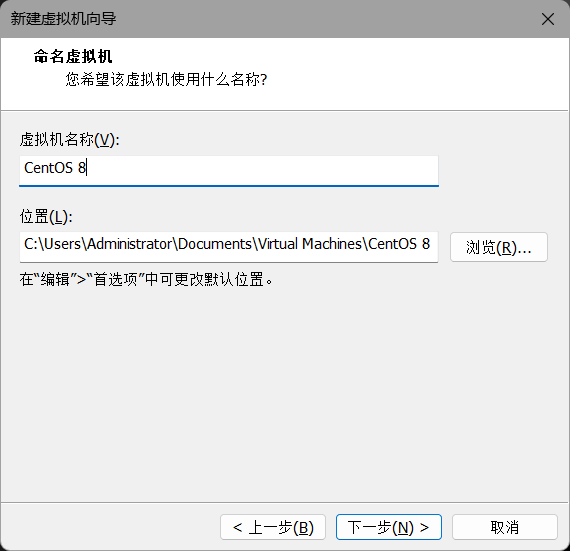 新建虚拟机向导
命名虚拟机
您希望该虚拟机使用什么名称?
虚拟机名称(V):
CentOS 8
位置(L):
C:\Users\Administrator\Documents\Virtual Machines\CentOS 8
浏览(R)...
在“编辑”>“首选项”中可更改默认位置。
< 上一步(B)
下一步(N) >
取消